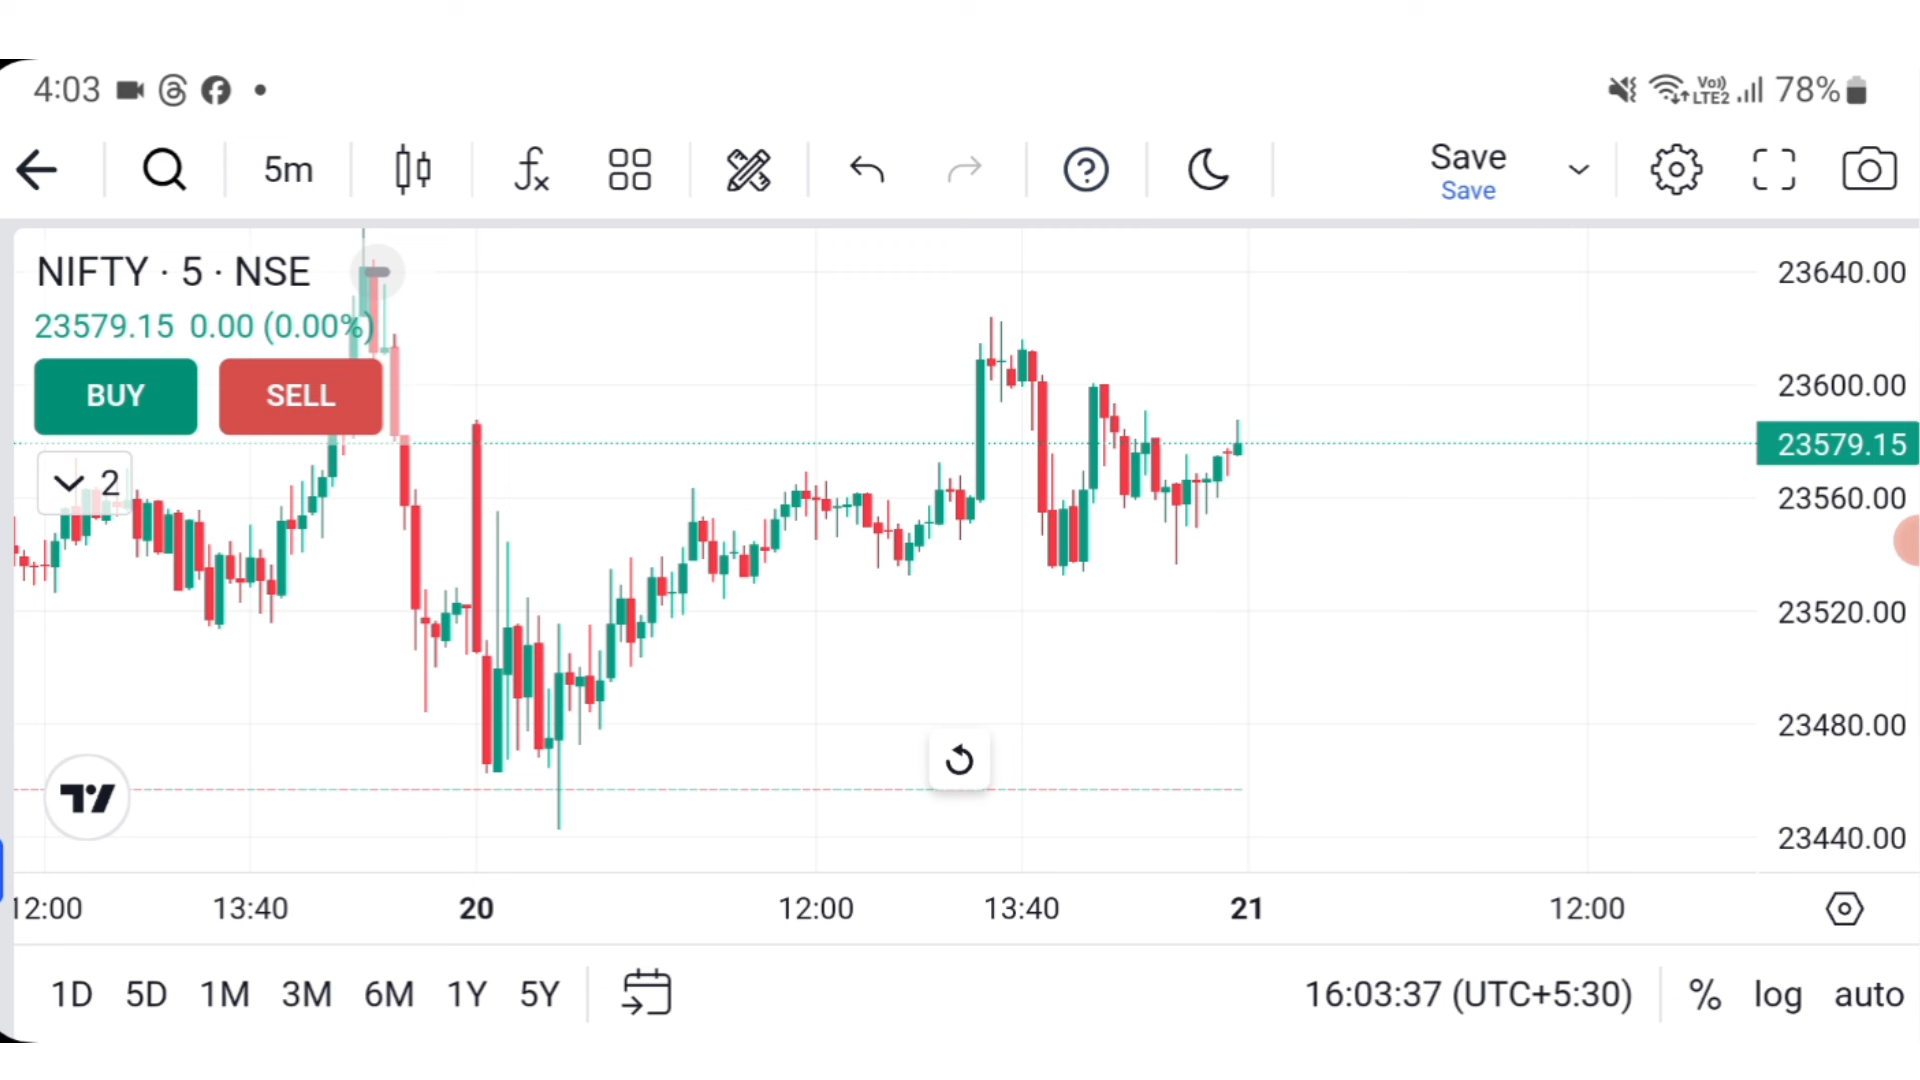 4:03 Vo)) LTE2 78%
5m Save
Save
NIFTY · 5 · NSE
23579.15 0.00 (0.00%)
BUY SELL
2
23640.00
23600.00
23579.15
23560.00
23520.00
23480.00
23440.00
12:00 13:40 20 12:00 13:40 21 12:00
1D 5D 1M 3M 6M 1Y 5Y 16:03:37 (UTC+5:30) % log auto